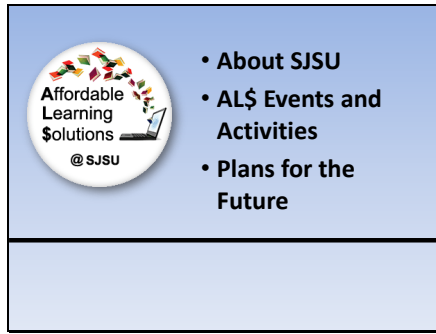 Affordable
Learning
$olutions
@ SJSU
• About SJSU
• AL$ Events and
Activities
• Plans for the
Future